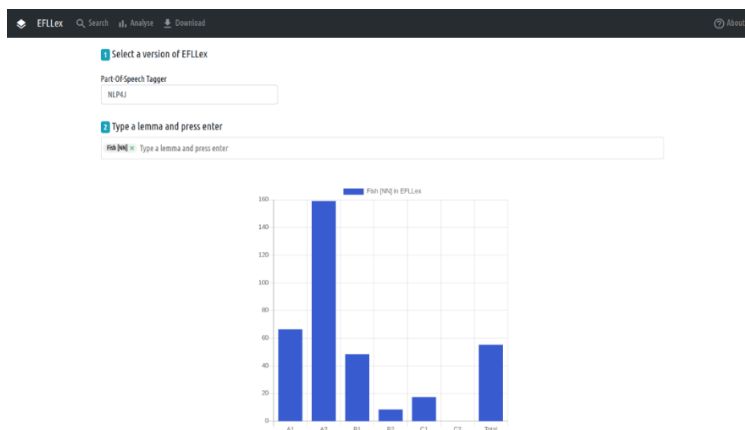 EFLLex Search Analyse Download About
1 Select a version of EFLLex
Part-Of-Speech Tagger
NLP4J
2 Type a lemma and press enter
Fish [NN] × Type a lemma and press enter
Fish [NN] in EFLLex
160
140
120
100
80
60
40
20
0
A1 A2 B1 B2 C1 C2 Total